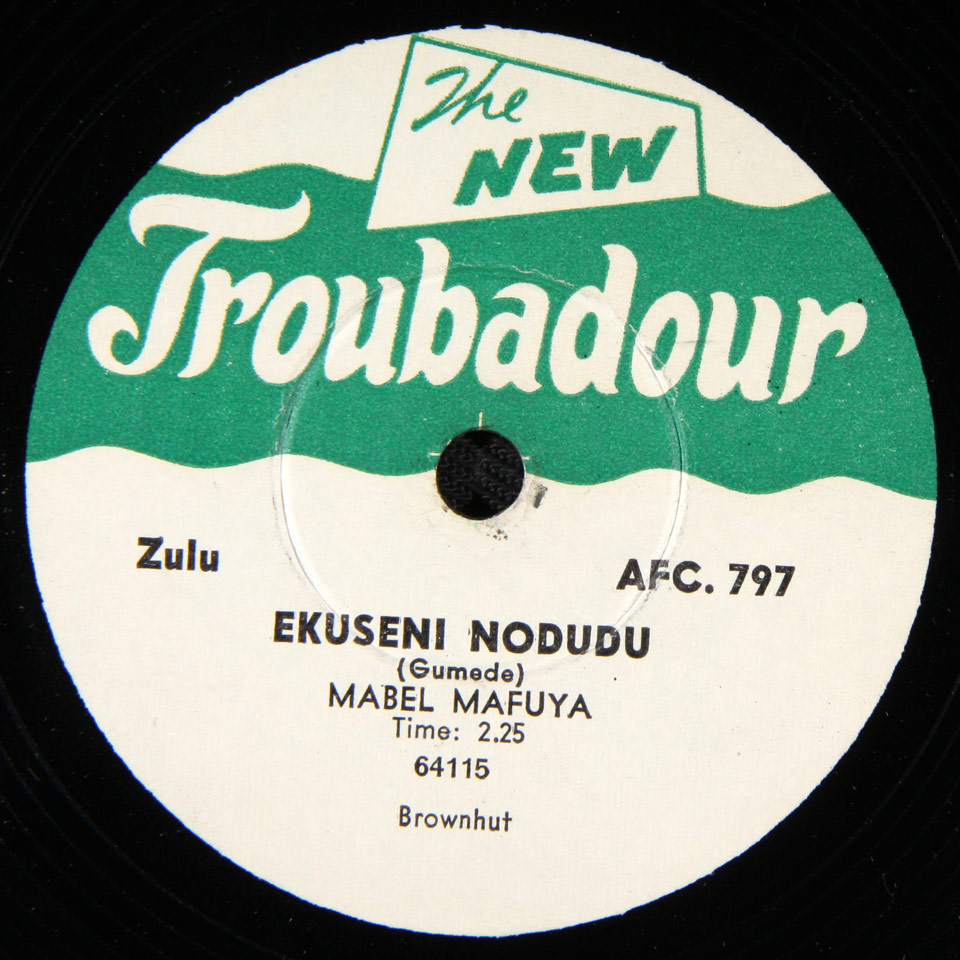 The
NEW
Troubadour
Zulu
AFC. 797
EKUSENI NODUDU
(Gumede)
MABEL MAFUYA
Time: 2.25
64115
Brownhut